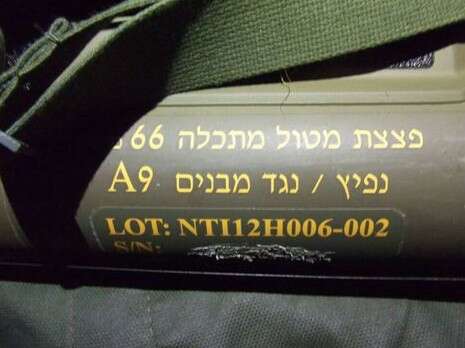 פצצת מטול מתכלה 66
נפיץ / נגד מבנים A9
LOT: NTI12H006-002
S/N: